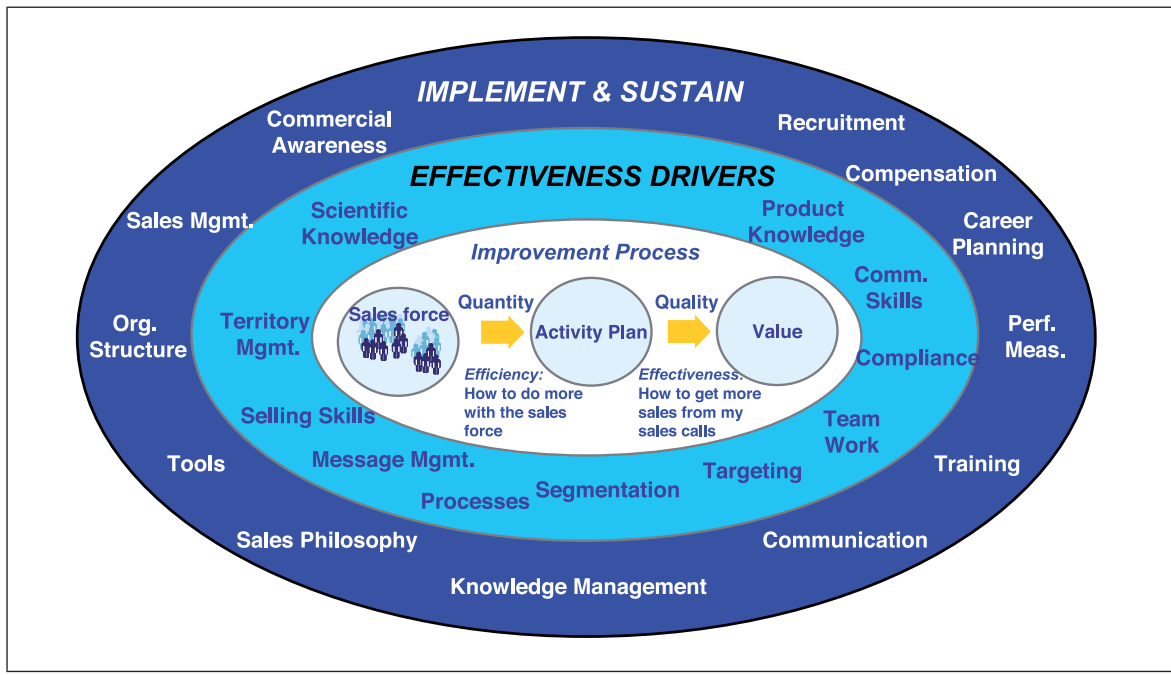 IMPLEMENT & SUSTAIN
Commercial
Awareness
Recruitment
Compensation
Sales Mgmt.
Career
Planning
Org.
Structure
Perf.
Meas.
Tools
Training
Sales Philosophy
Communication
Knowledge Management
EFFECTIVENESS DRIVERS
Scientific
Knowledge
Product
Knowledge
Comm.
Skills
Territory
Mgmt.
Compliance
Selling Skills
Team
Work
Message Mgmt.
Targeting
Processes
Segmentation
Improvement Process
Sales force
Quantity
Activity Plan
Quality
Value
Efficiency:
How to do more
with the sales
force
Effectiveness:
How to get more
sales from my
sales calls